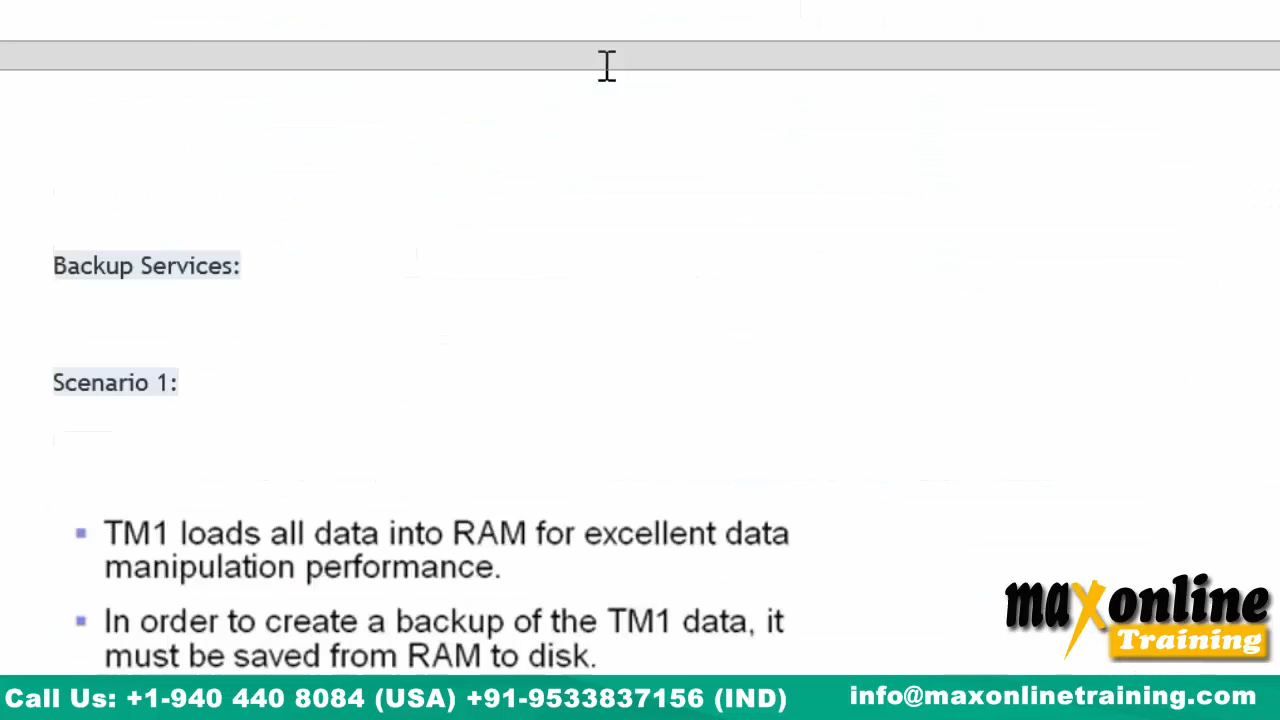 Backup Services:
Scenario 1:
TM1 loads all data into RAM for excellent data
manipulation performance.
In order to create a backup of the TM1 data, it
must be saved from RAM to disk.
maxonline
Training
Call Us: +1-940 440 8084 (USA) +91-9533837156 (IND)
info@maxonlinetraining.com